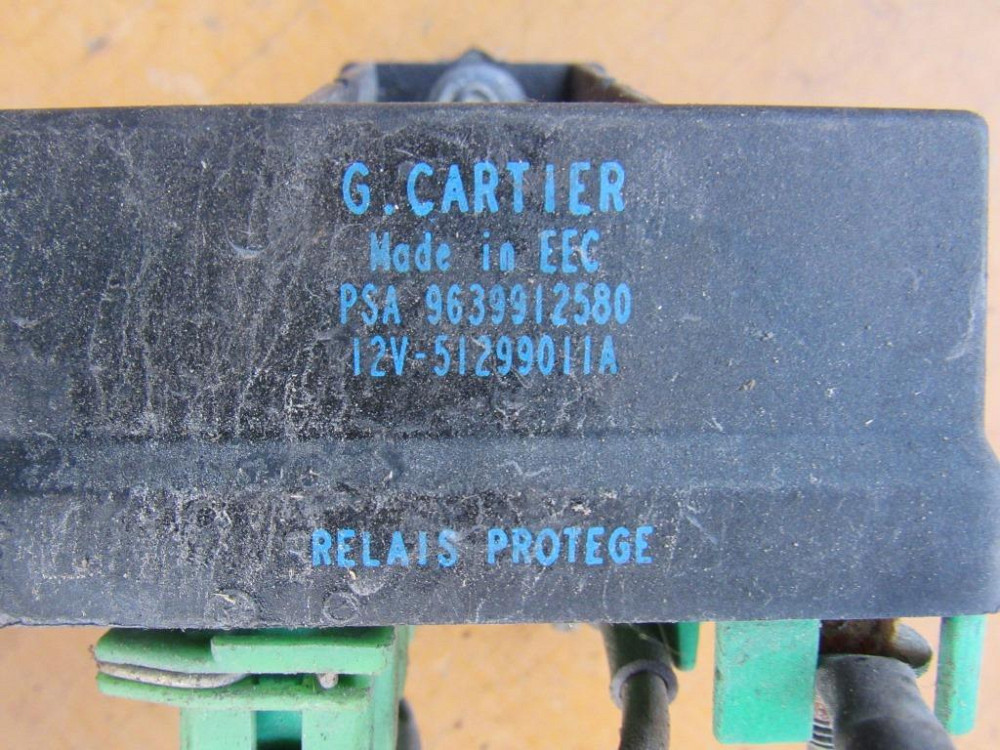 G.CARTIER
Made in EEC
PSA 9639912580
12V-51299011A
RELAIS PROTEGE